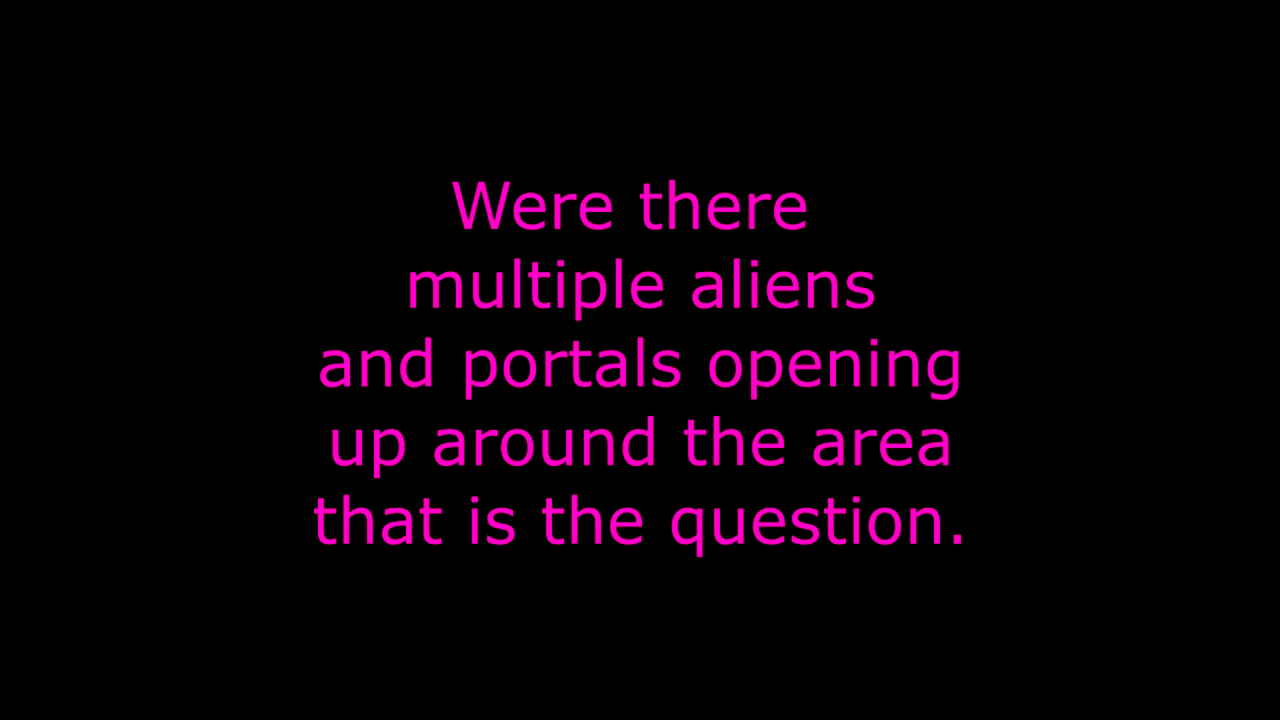 Were there
multiple aliens
and portals opening
up around the area
that is the question.